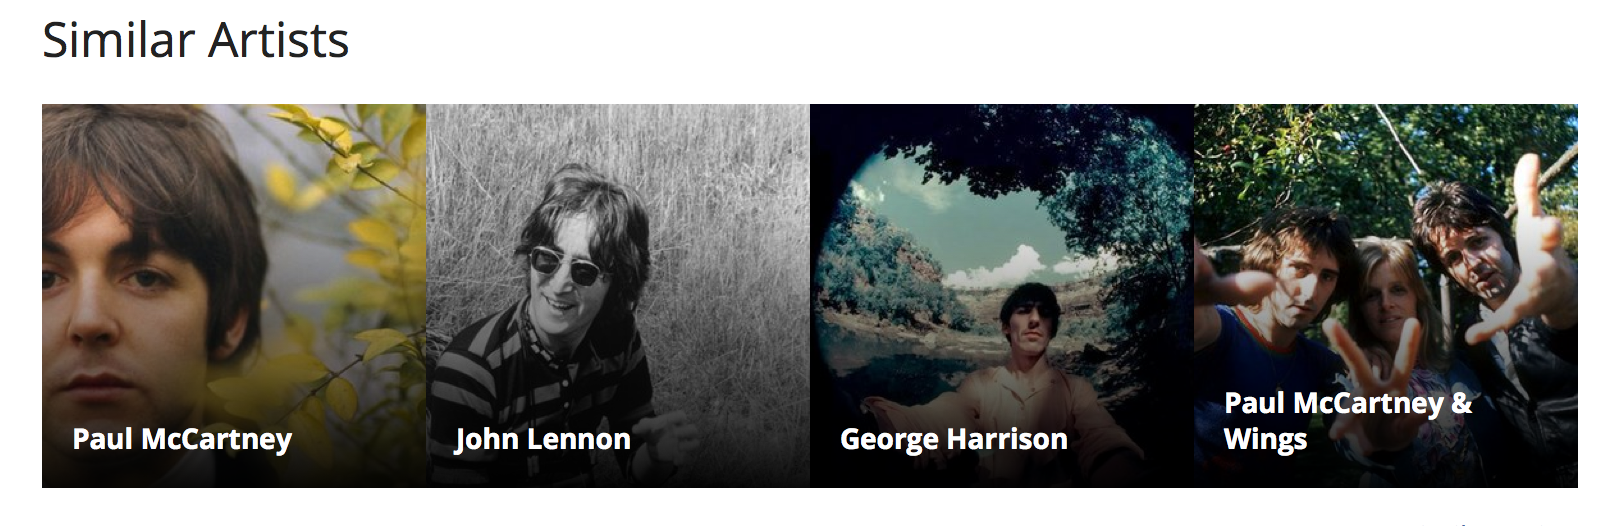 Similar Artists
Paul McCartney
John Lennon
George Harrison
Paul McCartney &
Wings